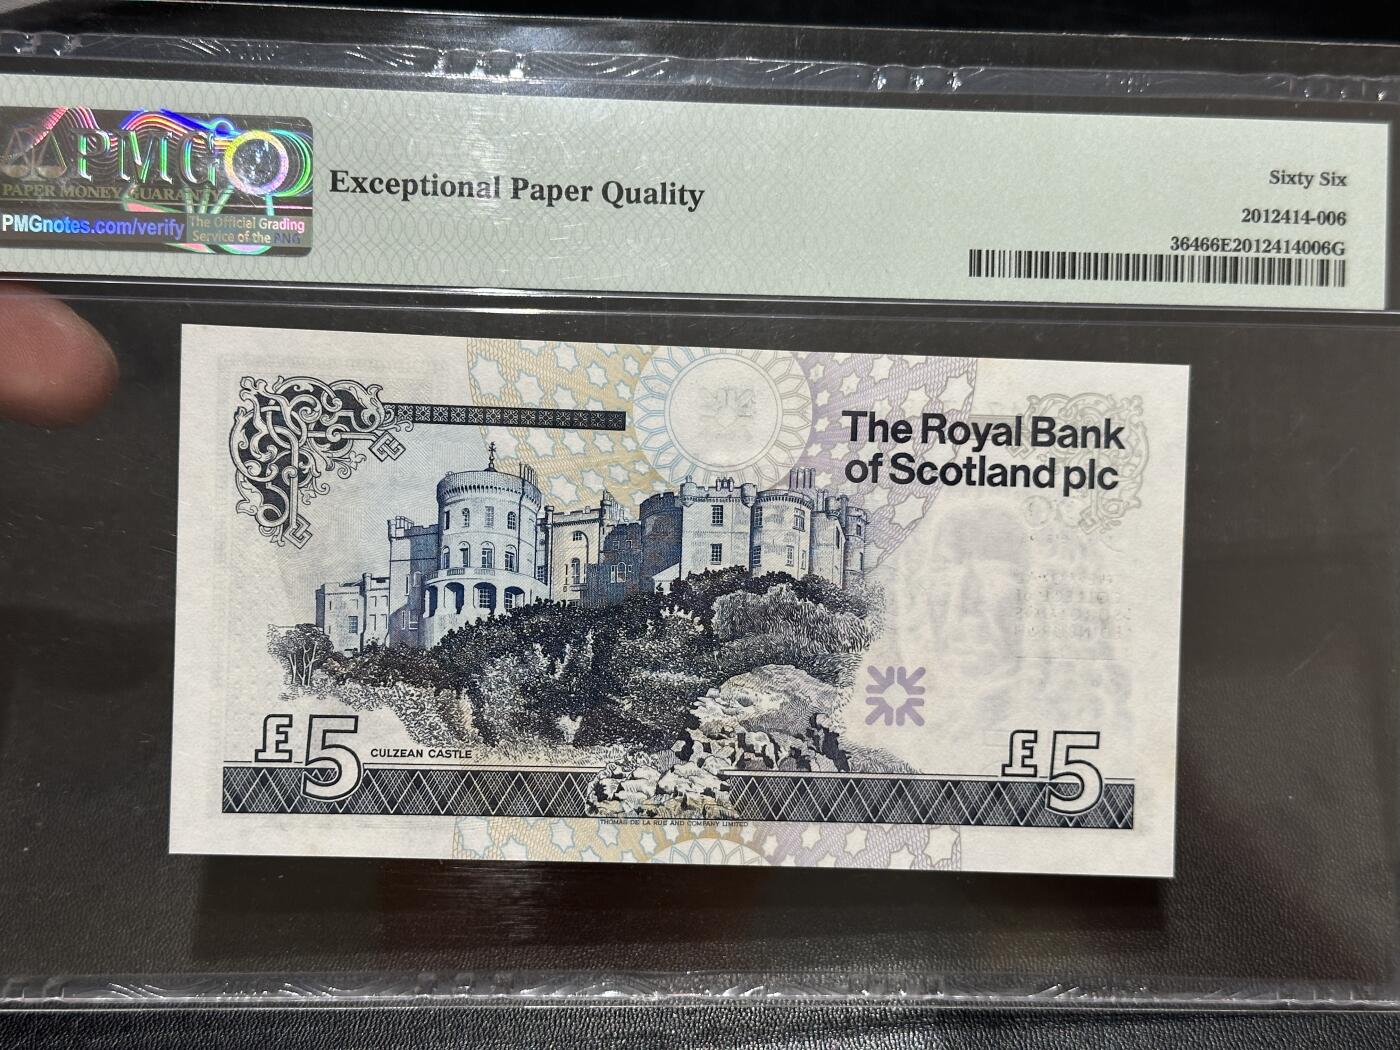 PMG
PAPER MONEY GUARANTY
PMGnotes.com/verify
The Official Grading
Service of the PNG
Exceptional Paper Quality
Sixty Six
2012414-006
36466E2012414006G
The Royal Bank
of Scotland plc
£5
CULZEAN CASTLE
£5
THOMAS DE LA RUE AND COMPANY LIMITED